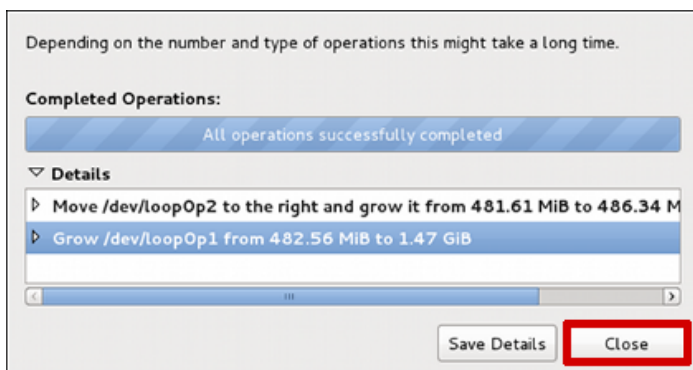 Depending on the number and type of operations this might take a long time.
Completed Operations:
All operations successfully completed
Details
Move /dev/loop0p2 to the right and grow it from 481.61 MiB to 486.34 M
Grow /dev/loop0p1 from 482.56 MiB to 1.47 GiB
Save Details
Close